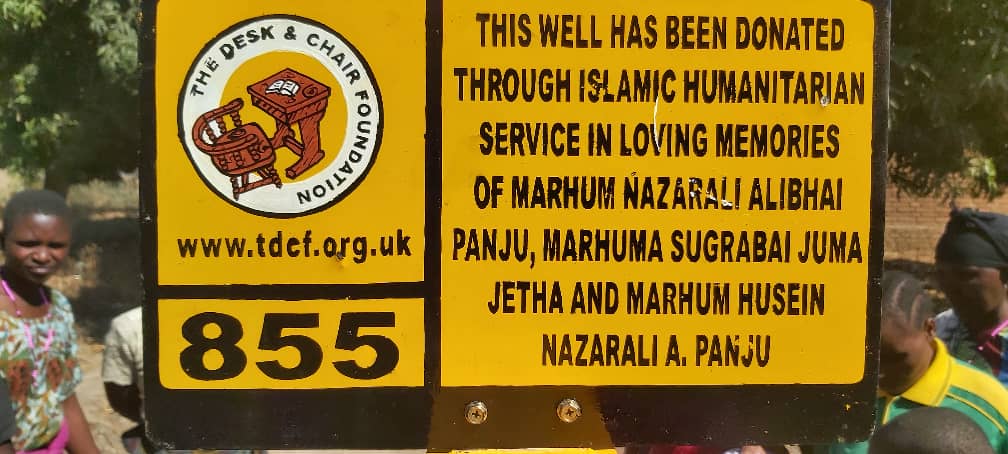 THE DESK & CHAIR FOUNDATION
www.tdcf.org.uk
855
THIS WELL HAS BEEN DONATED
THROUGH ISLAMIC HUMANITARIAN
SERVICE IN LOVING MEMORIES
OF MARHUM NAZARALI ALIBHAI
PANJU, MARHUMA SUGRABAI JUMA
JETHA AND MARHUM HUSEIN
NAZARALI A. PANJU